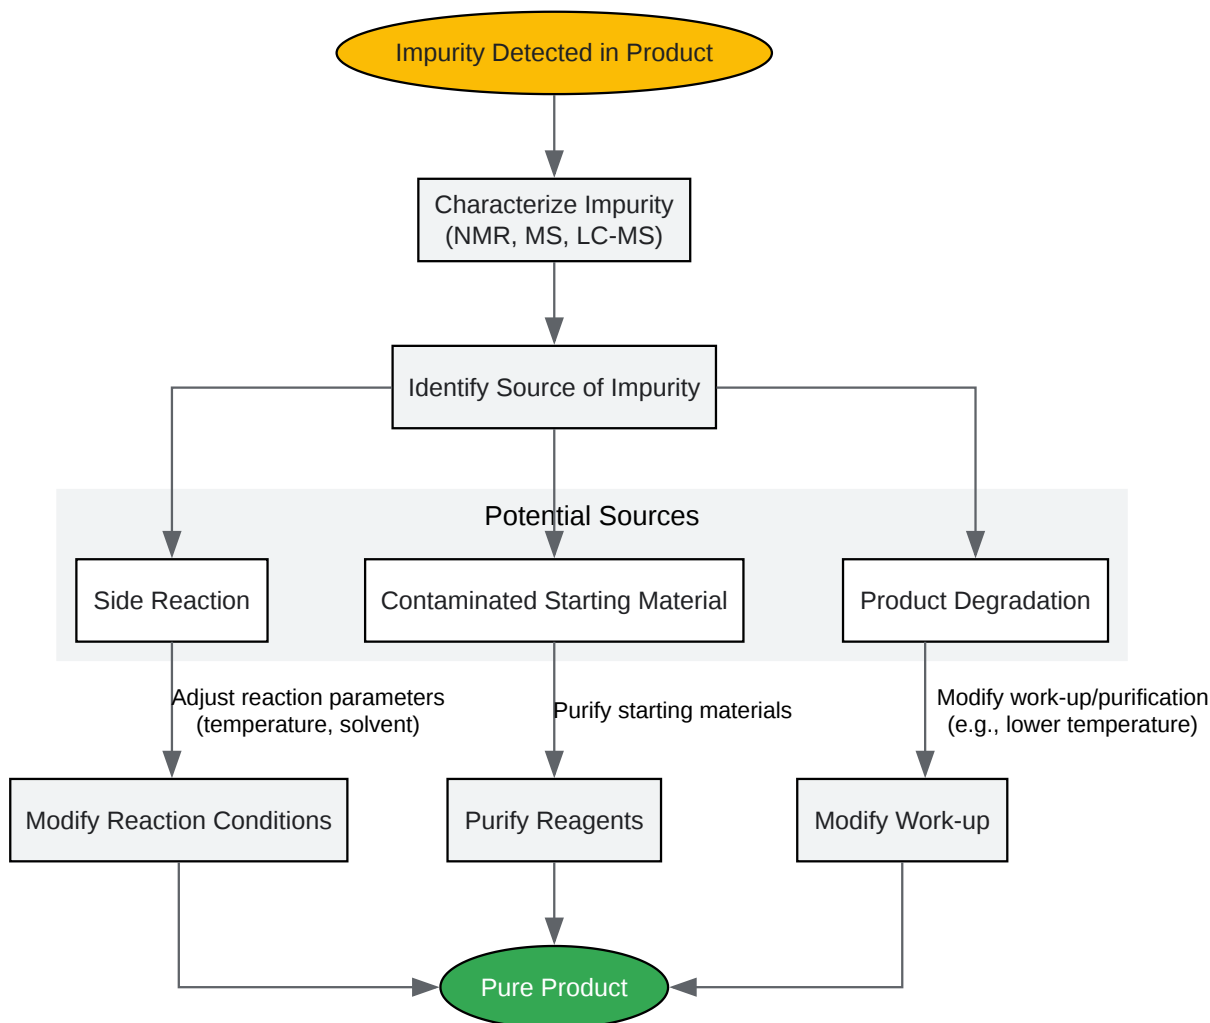 Impurity Detected in Product
Characterize Impurity
(NMR, MS, LC-MS)
Identify Source of Impurity
Potential Sources
Side Reaction
Contaminated Starting Material
Product Degradation
Adjust reaction parameters
(temperature, solvent)
Purify starting materials
Modify work-up/purification
(e.g., lower temperature)
Modify Reaction Conditions
Purify Reagents
Modify Work-up
Pure Product